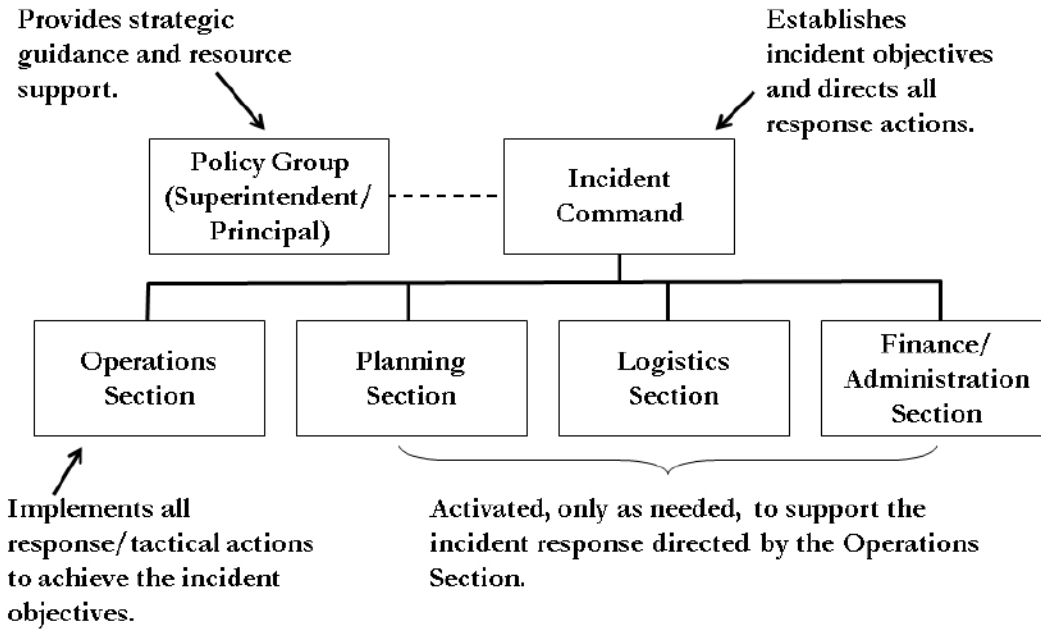 Provides strategic
guidance and resource
support.
Establishes
incident objectives
and directs all
response actions.
Policy Group
(Superintendent/
Principal)
Incident
Command
Operations
Section
Planning
Section
Logistics
Section
Finance/
Administration
Section
Implements all
response/tactical actions
to achieve the incident
objectives.
Activated, only as needed, to support the
incident response directed by the Operations
Section.